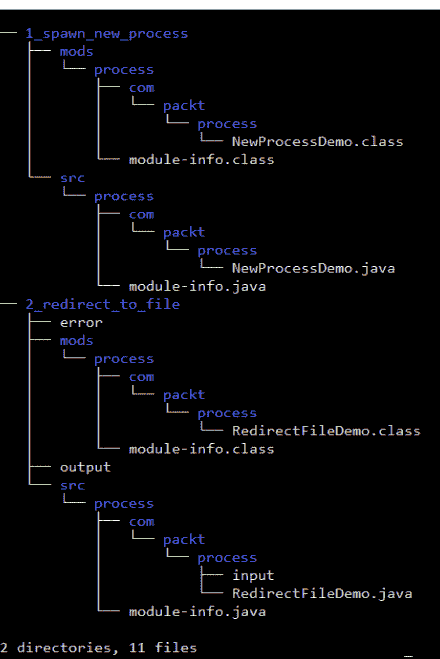 1_spawn_new_process
mods
process
com
packt
process
NewProcessDemo.class
module-info.class
src
process
com
packt
process
NewProcessDemo.java
module-info.java
2_redirect_to_file
error
mods
process
com
packt
process
RedirectFileDemo.class
module-info.class
output
src
process
com
packt
process
input
RedirectFileDemo.java
module-info.java
2 directories, 11 files